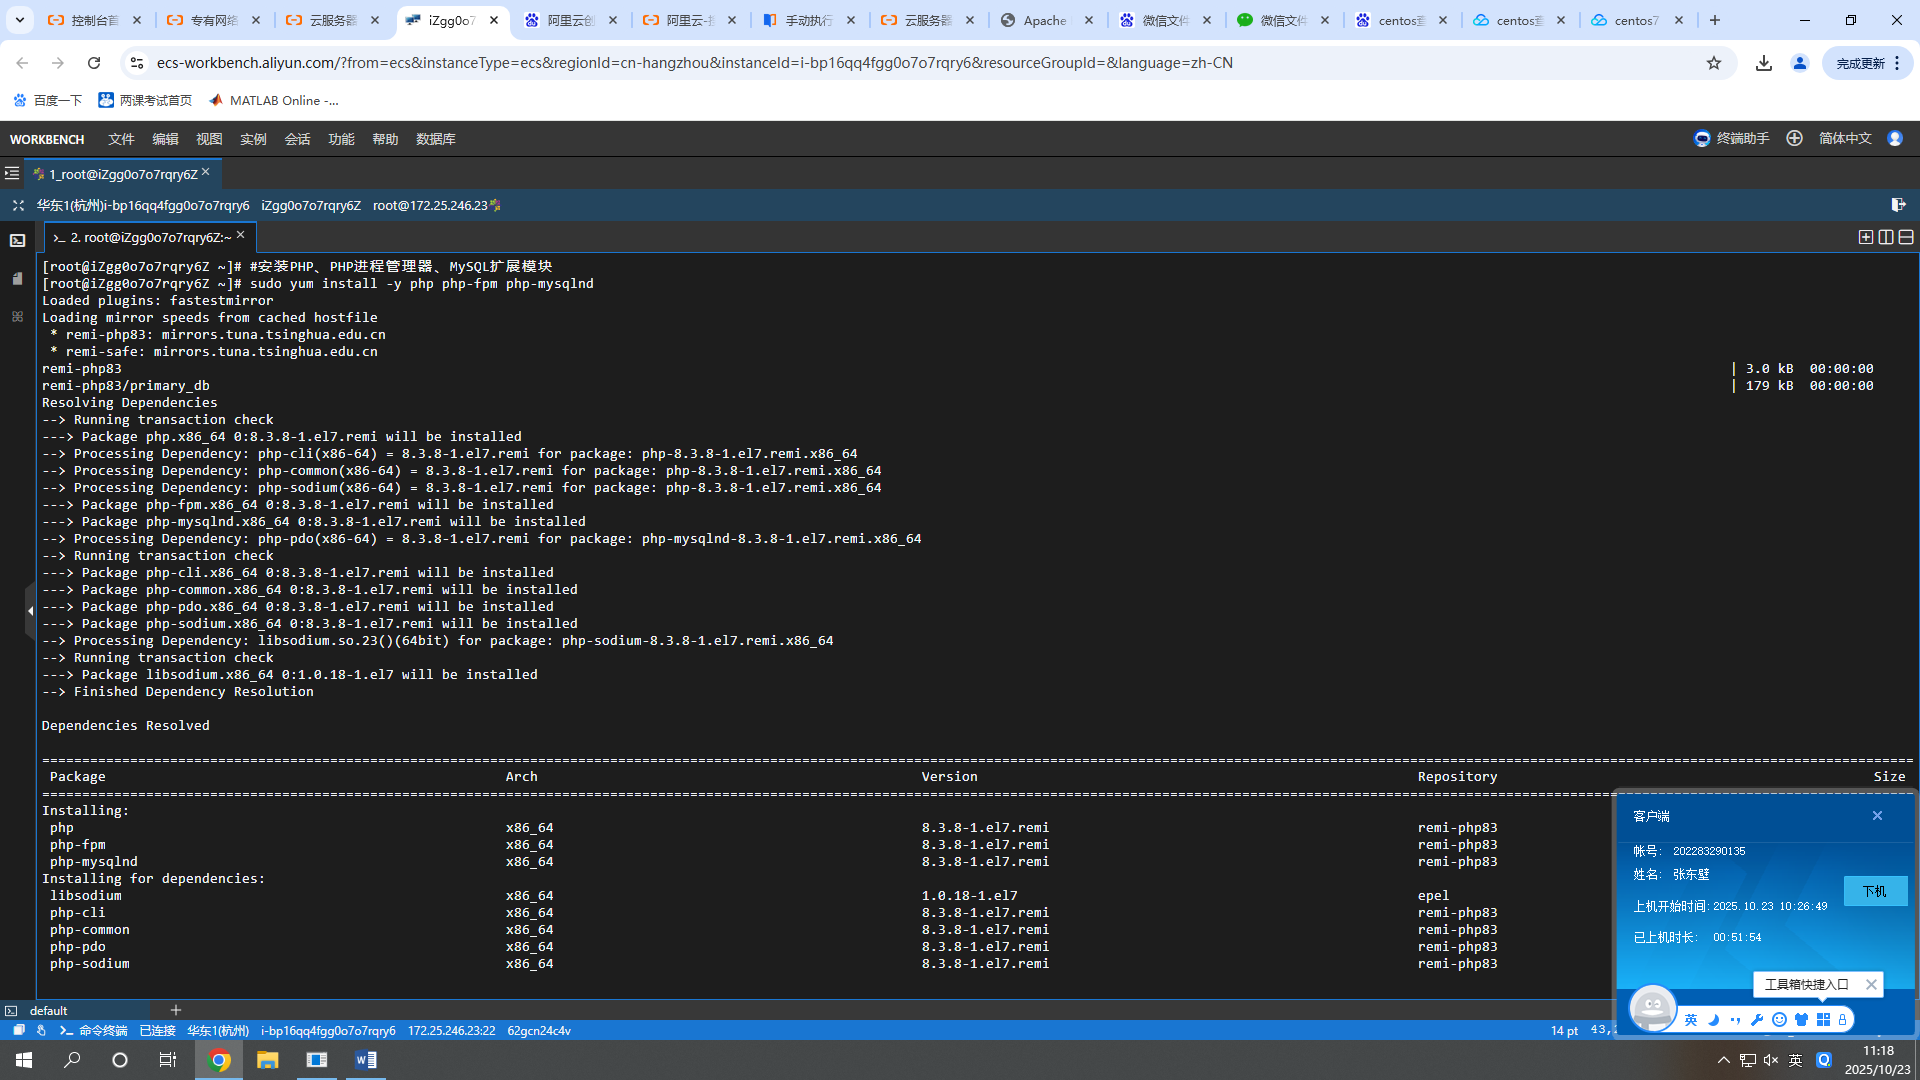 控制台首
专有网络
云服务器
iZgg0o7
阿里云创
阿里云-
手动执行
云服务器
Apache
微信文件
微信文件
centos查
centos查
centos7
ecs-workbench.aliyun.com/?from=ecs&instanceType=ecs&regionId=cn-hangzhou&instanceId=i-bp16qq4fgg0o7o7rqry6&resourceGroupId=&language=zh-CN
完成更新
百度一下
两课考试首页
MATLAB Online -...
WORKBENCH 文件 编辑 视图 实例 会话 功能 帮助 数据库
终端助手
简体中文
1_root@iZgg0o7o7rqry6Z
华东1(杭州)i-bp16qq4fgg0o7o7rqry6 iZgg0o7o7rqry6Z root@172.25.246.23
2. root@iZgg0o7o7rqry6Z:~
[root@iZgg0o7o7rqry6Z ~]# #安装PHP、PHP进程管理器、MySQL扩展模块
[root@iZgg0o7o7rqry6Z ~]# sudo yum install -y php php-fpm php-mysqlnd
Loaded plugins: fastestmirror
Loading mirror speeds from cached hostfile
* remi-php83: mirrors.tuna.tsinghua.edu.cn
* remi-safe: mirrors.tuna.tsinghua.edu.cn
remi-php83 | 3.0 kB 00:00:00
remi-php83/primary_db | 179 kB 00:00:00
Resolving Dependencies
--> Running transaction check
---> Package php.x86_64 0:8.3.8-1.el7.remi will be installed
--> Processing Dependency: php-cli(x86-64) = 8.3.8-1.el7.remi for package: php-8.3.8-1.el7.remi.x86_64
--> Processing Dependency: php-common(x86-64) = 8.3.8-1.el7.remi for package: php-8.3.8-1.el7.remi.x86_64
--> Processing Dependency: php-sodium(x86-64) = 8.3.8-1.el7.remi for package: php-8.3.8-1.el7.remi.x86_64
---> Package php-fpm.x86_64 0:8.3.8-1.el7.remi will be installed
---> Package php-mysqlnd.x86_64 0:8.3.8-1.el7.remi will be installed
--> Processing Dependency: php-pdo(x86-64) = 8.3.8-1.el7.remi for package: php-mysqlnd-8.3.8-1.el7.remi.x86_64
--> Running transaction check
---> Package php-cli.x86_64 0:8.3.8-1.el7.remi will be installed
---> Package php-common.x86_64 0:8.3.8-1.el7.remi will be installed
---> Package php-pdo.x86_64 0:8.3.8-1.el7.remi will be installed
---> Package php-sodium.x86_64 0:8.3.8-1.el7.remi will be installed
--> Processing Dependency: libsodium.so.23()(64bit) for package: php-sodium-8.3.8-1.el7.remi.x86_64
--> Running transaction check
---> Package libsodium.x86_64 0:1.0.18-1.el7 will be installed
--> Finished Dependency Resolution
Dependencies Resolved
Package Arch Version Repository Size
Installing:
php x86_64 8.3.8-1.el7.remi remi-php83
php-fpm x86_64 8.3.8-1.el7.remi remi-php83
php-mysqlnd x86_64 8.3.8-1.el7.remi remi-php83
Installing for dependencies:
libsodium x86_64 1.0.18-1.el7 epel
php-cli x86_64 8.3.8-1.el7.remi remi-php83
php-common x86_64 8.3.8-1.el7.remi remi-php83
php-pdo x86_64 8.3.8-1.el7.remi remi-php83
php-sodium x86_64 8.3.8-1.el7.remi remi-php83
客户端
帐号: 202283290135
姓名: 张东壁
下机
上机开始时间:2025.10.23 10:26:49
已上机时长: 00:51:54
工具箱快捷入口
英
default
命令终端 已连接 华东1(杭州) i-bp16qq4fgg0o7o7rqry6 172.25.246.23:22 62gcn24c4v
14 pt 43,
英
11:18
2025/10/23